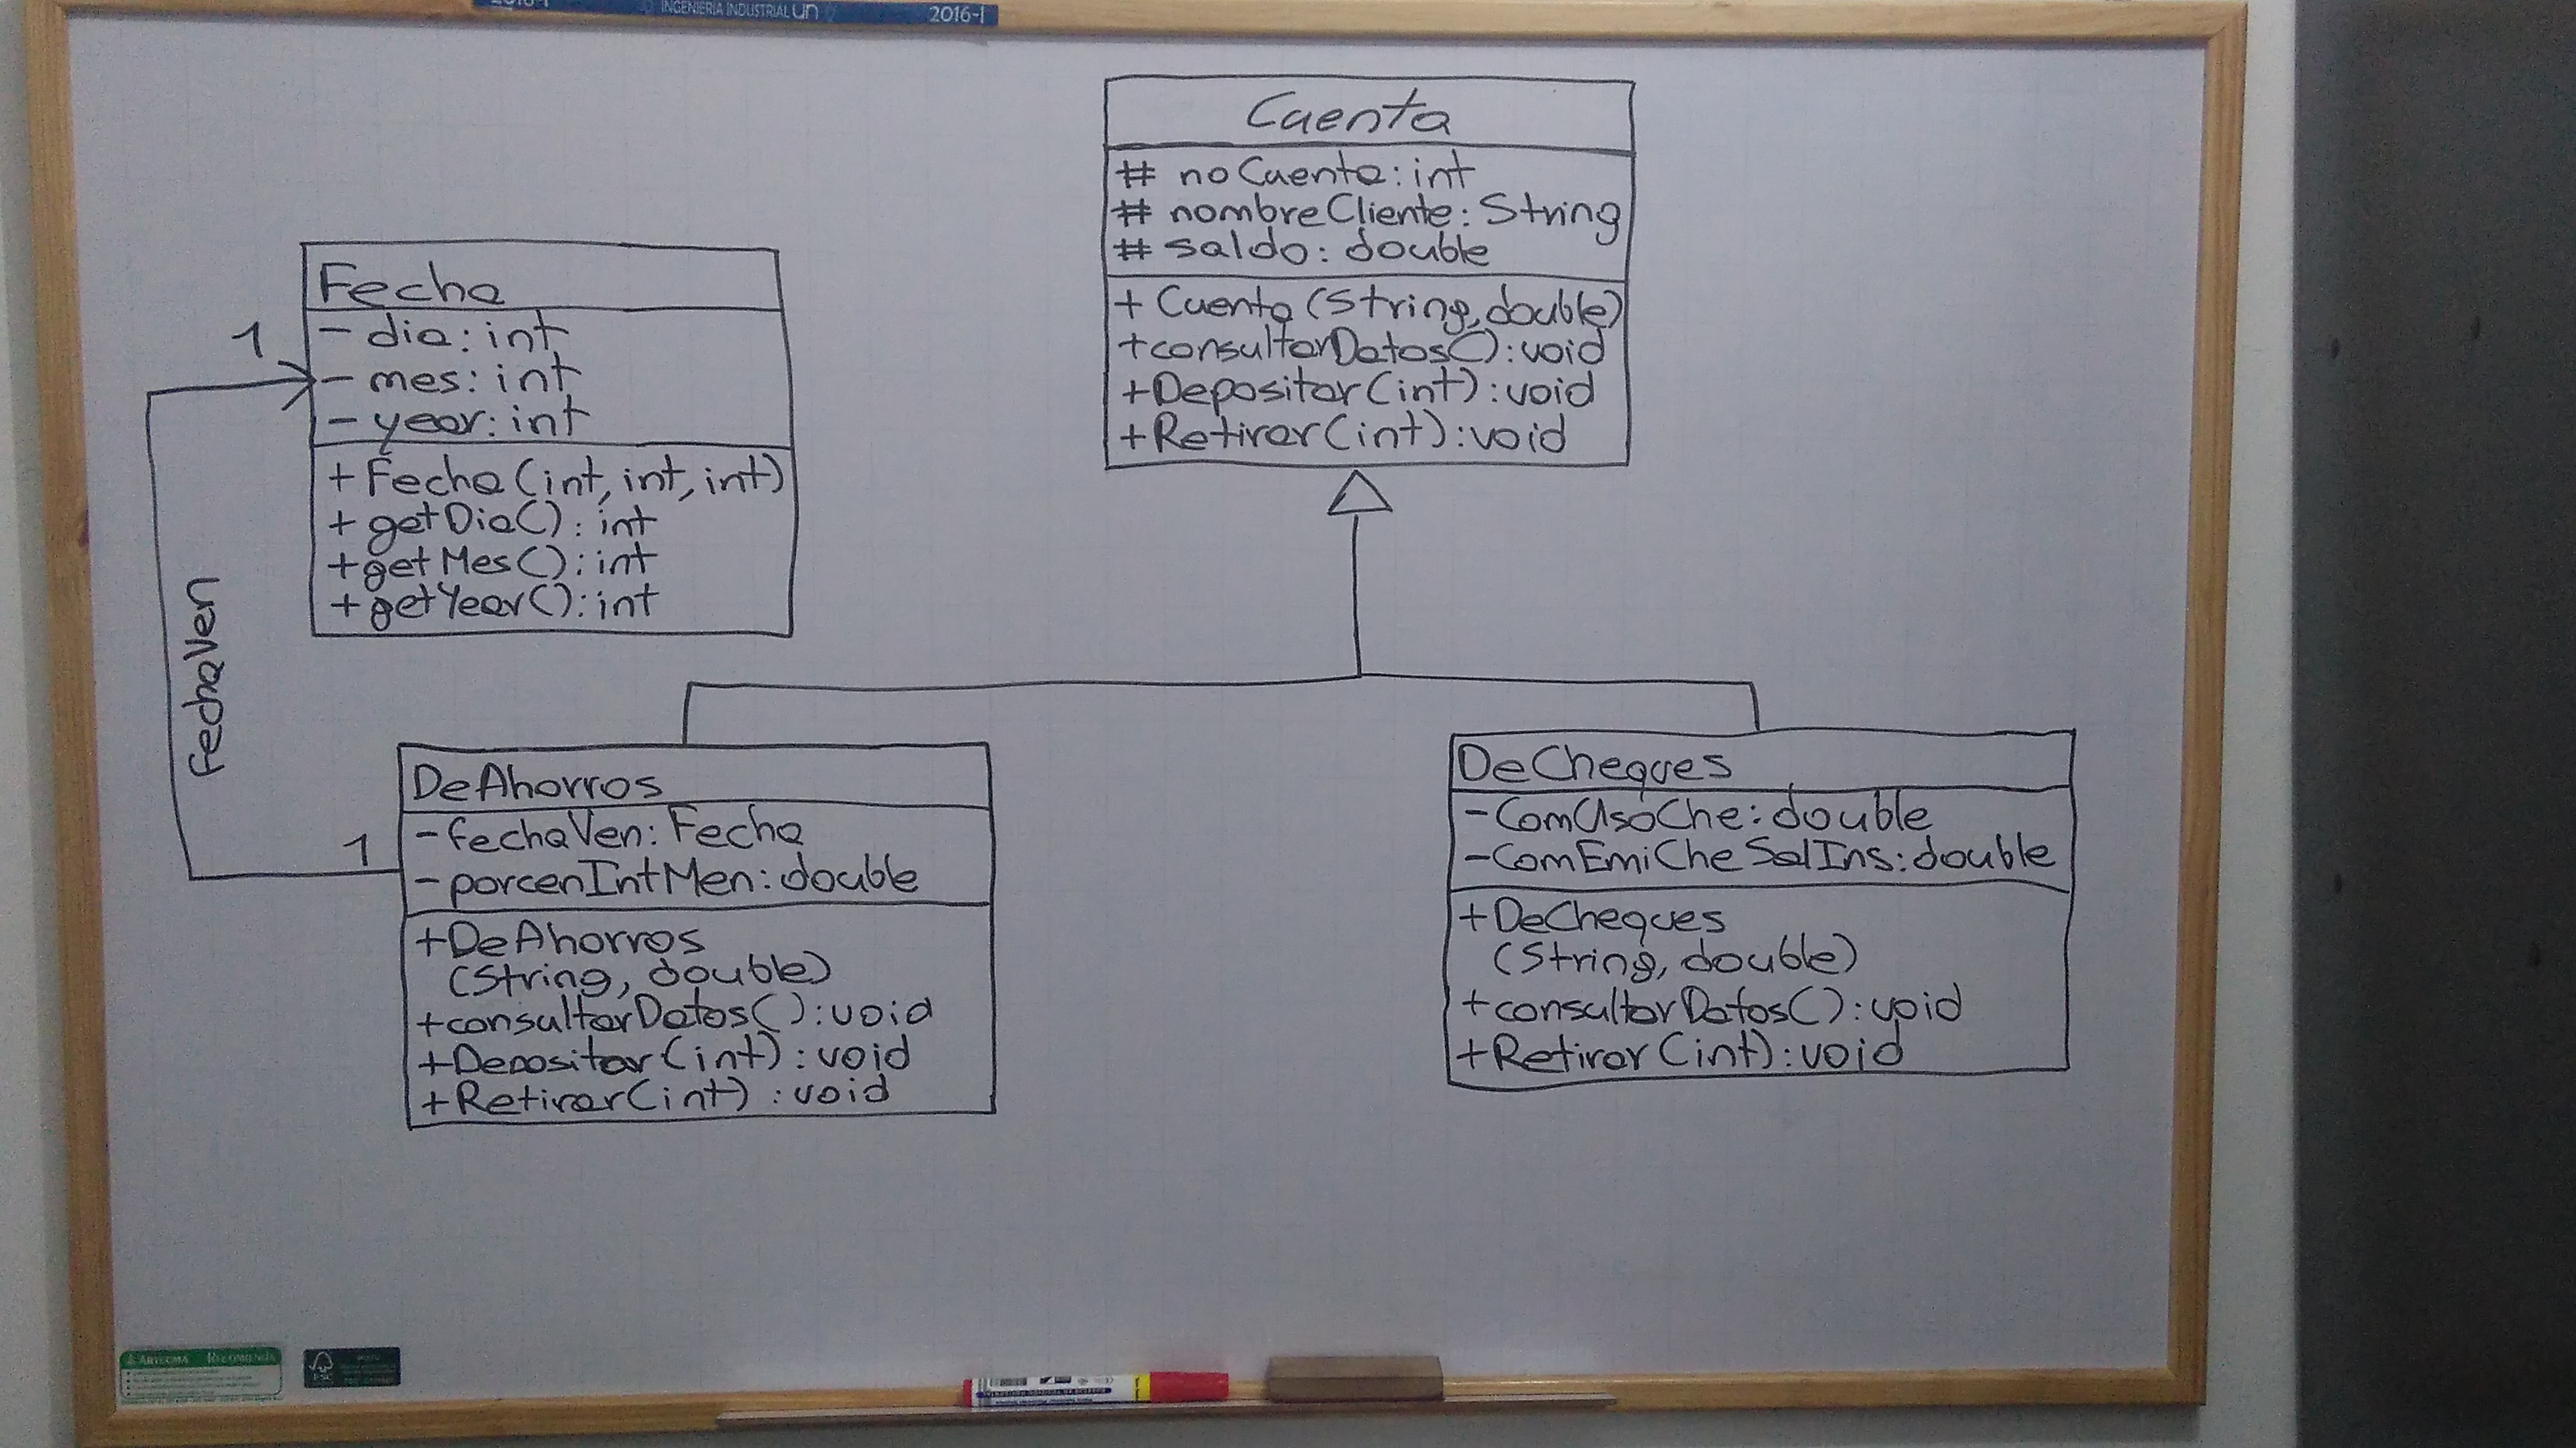 INGENIERIA INDUSTRIAL un 2016-I
Cuenta
# noCuenta: int
# nombreCliente: String
# saldo: double
+ Cuenta (String, double)
+consultarDatos(): void
+Depositar(int): void
+Retirar(int): void
Fecha
- dia: int
- mes: int
- year: int
+ Fecha (int, int, int)
+ getDia(): int
+ getMes(): int
+ getYear(): int
1
fechaVen
1
DeAhorros
- fechaVen: Fecha
- porcenIntMen: double
+DeAhorros
(String, double)
+consultarDatos(): void
+Depositar(int): void
+Retirar(int): void
DeCheques
-ComUsoChe: double
-ComEmiCheSalIns: double
+DeCheques
(String, double)
+consultarDatos(): void
+Retirar(int): void
ARTECMA RECOMIENDA
FSC